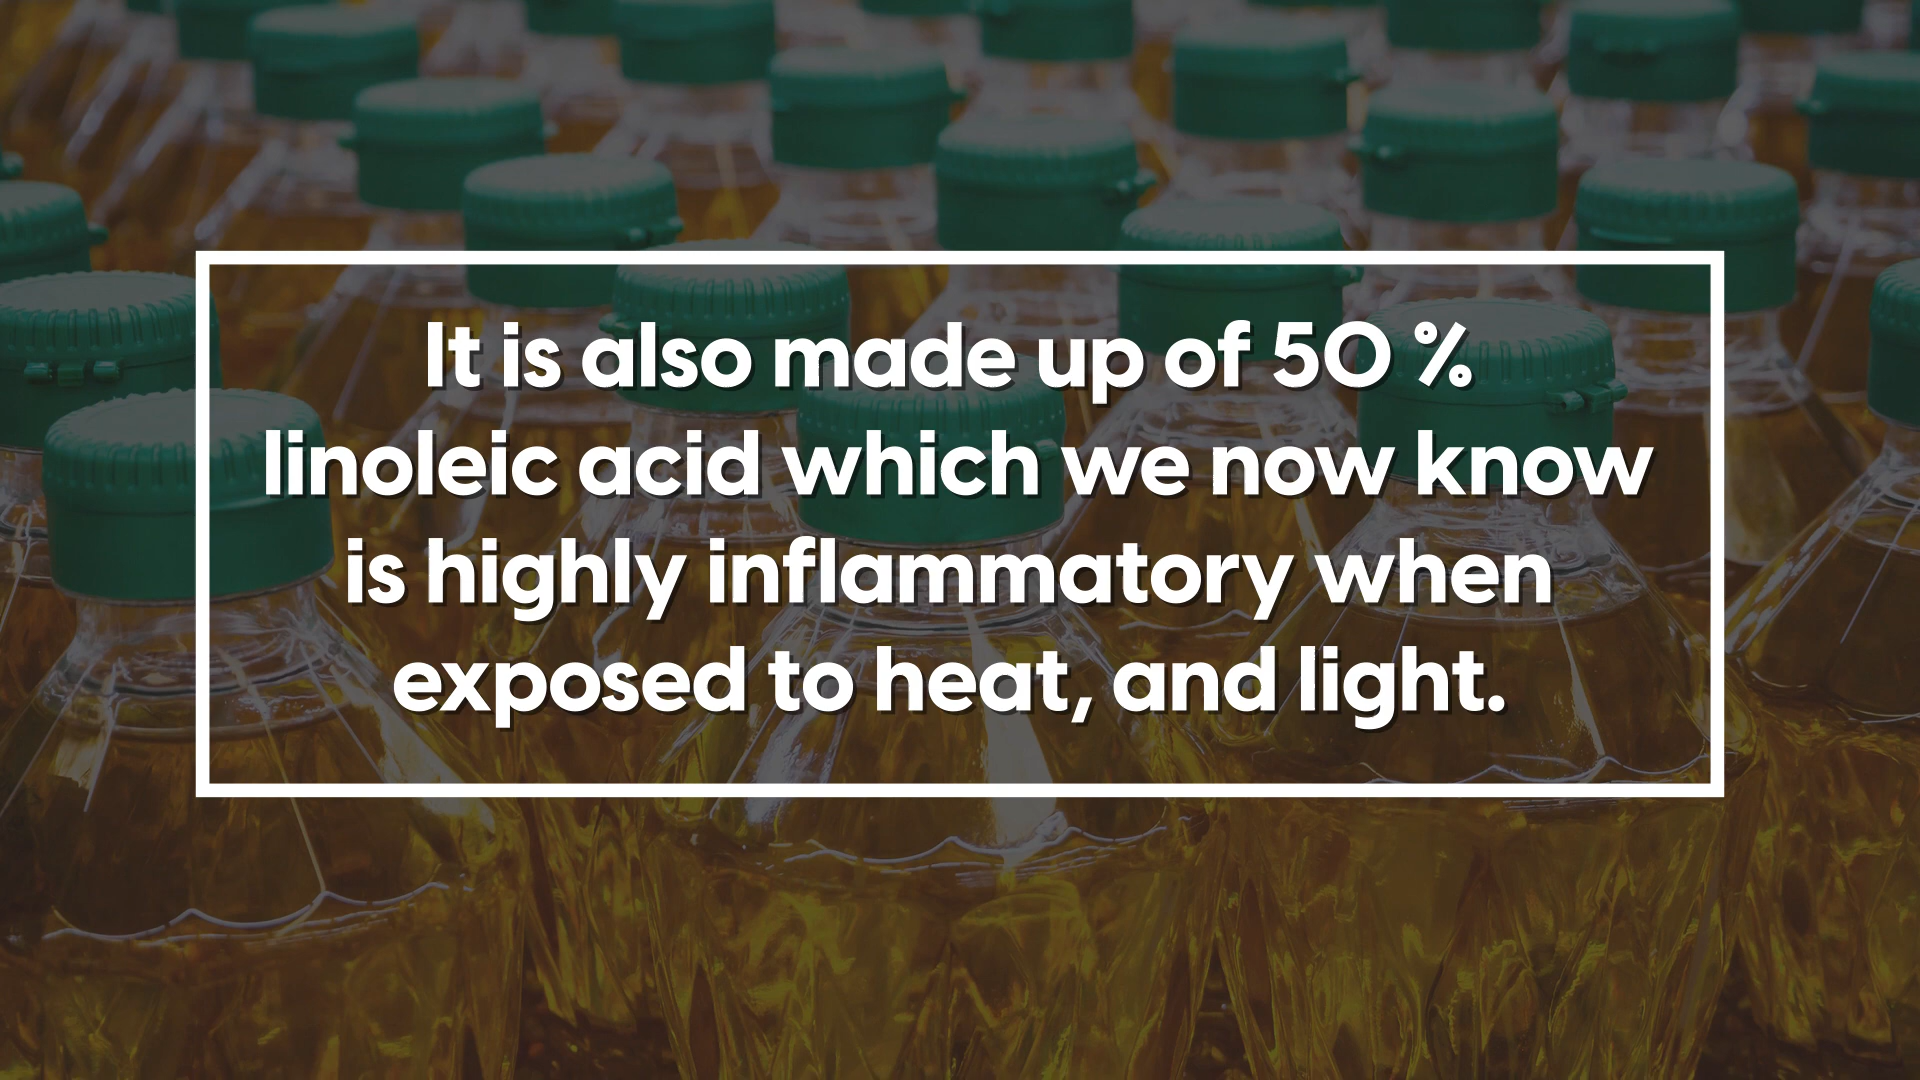 It is also made up of 50 %
linoleic acid which we now know
is highly inflammatory when
exposed to heat, and light.